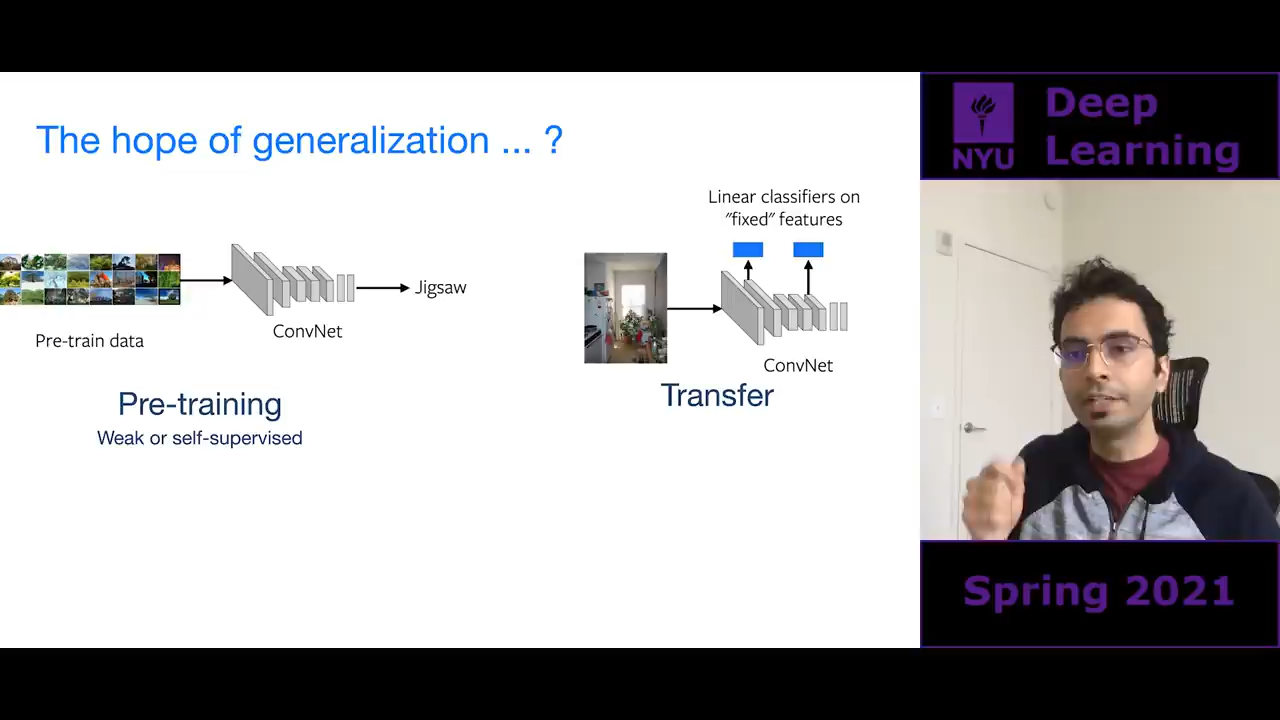 The hope of generalization ... ?
Pre-train data
ConvNet
Jigsaw
Pre-training
Weak or self-supervised
Linear classifiers on
"fixed" features
ConvNet
Transfer
NYU
Deep
Learning
Spring 2021